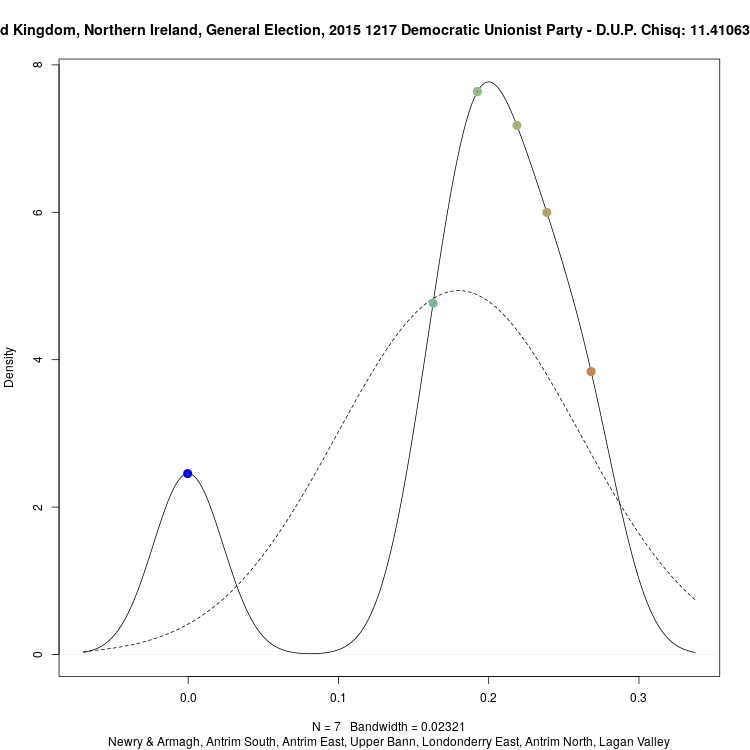 d Kingdom, Northern Ireland, General Election, 2015 1217 Democratic Unionist Party - D.U.P. Chisq: 11.41063
Density
8
6
4
2
0
0.0 0.1 0.2 0.3
N = 7 Bandwidth = 0.02321
Newry & Armagh, Antrim South, Antrim East, Upper Bann, Londonderry East, Antrim North, Lagan Valley